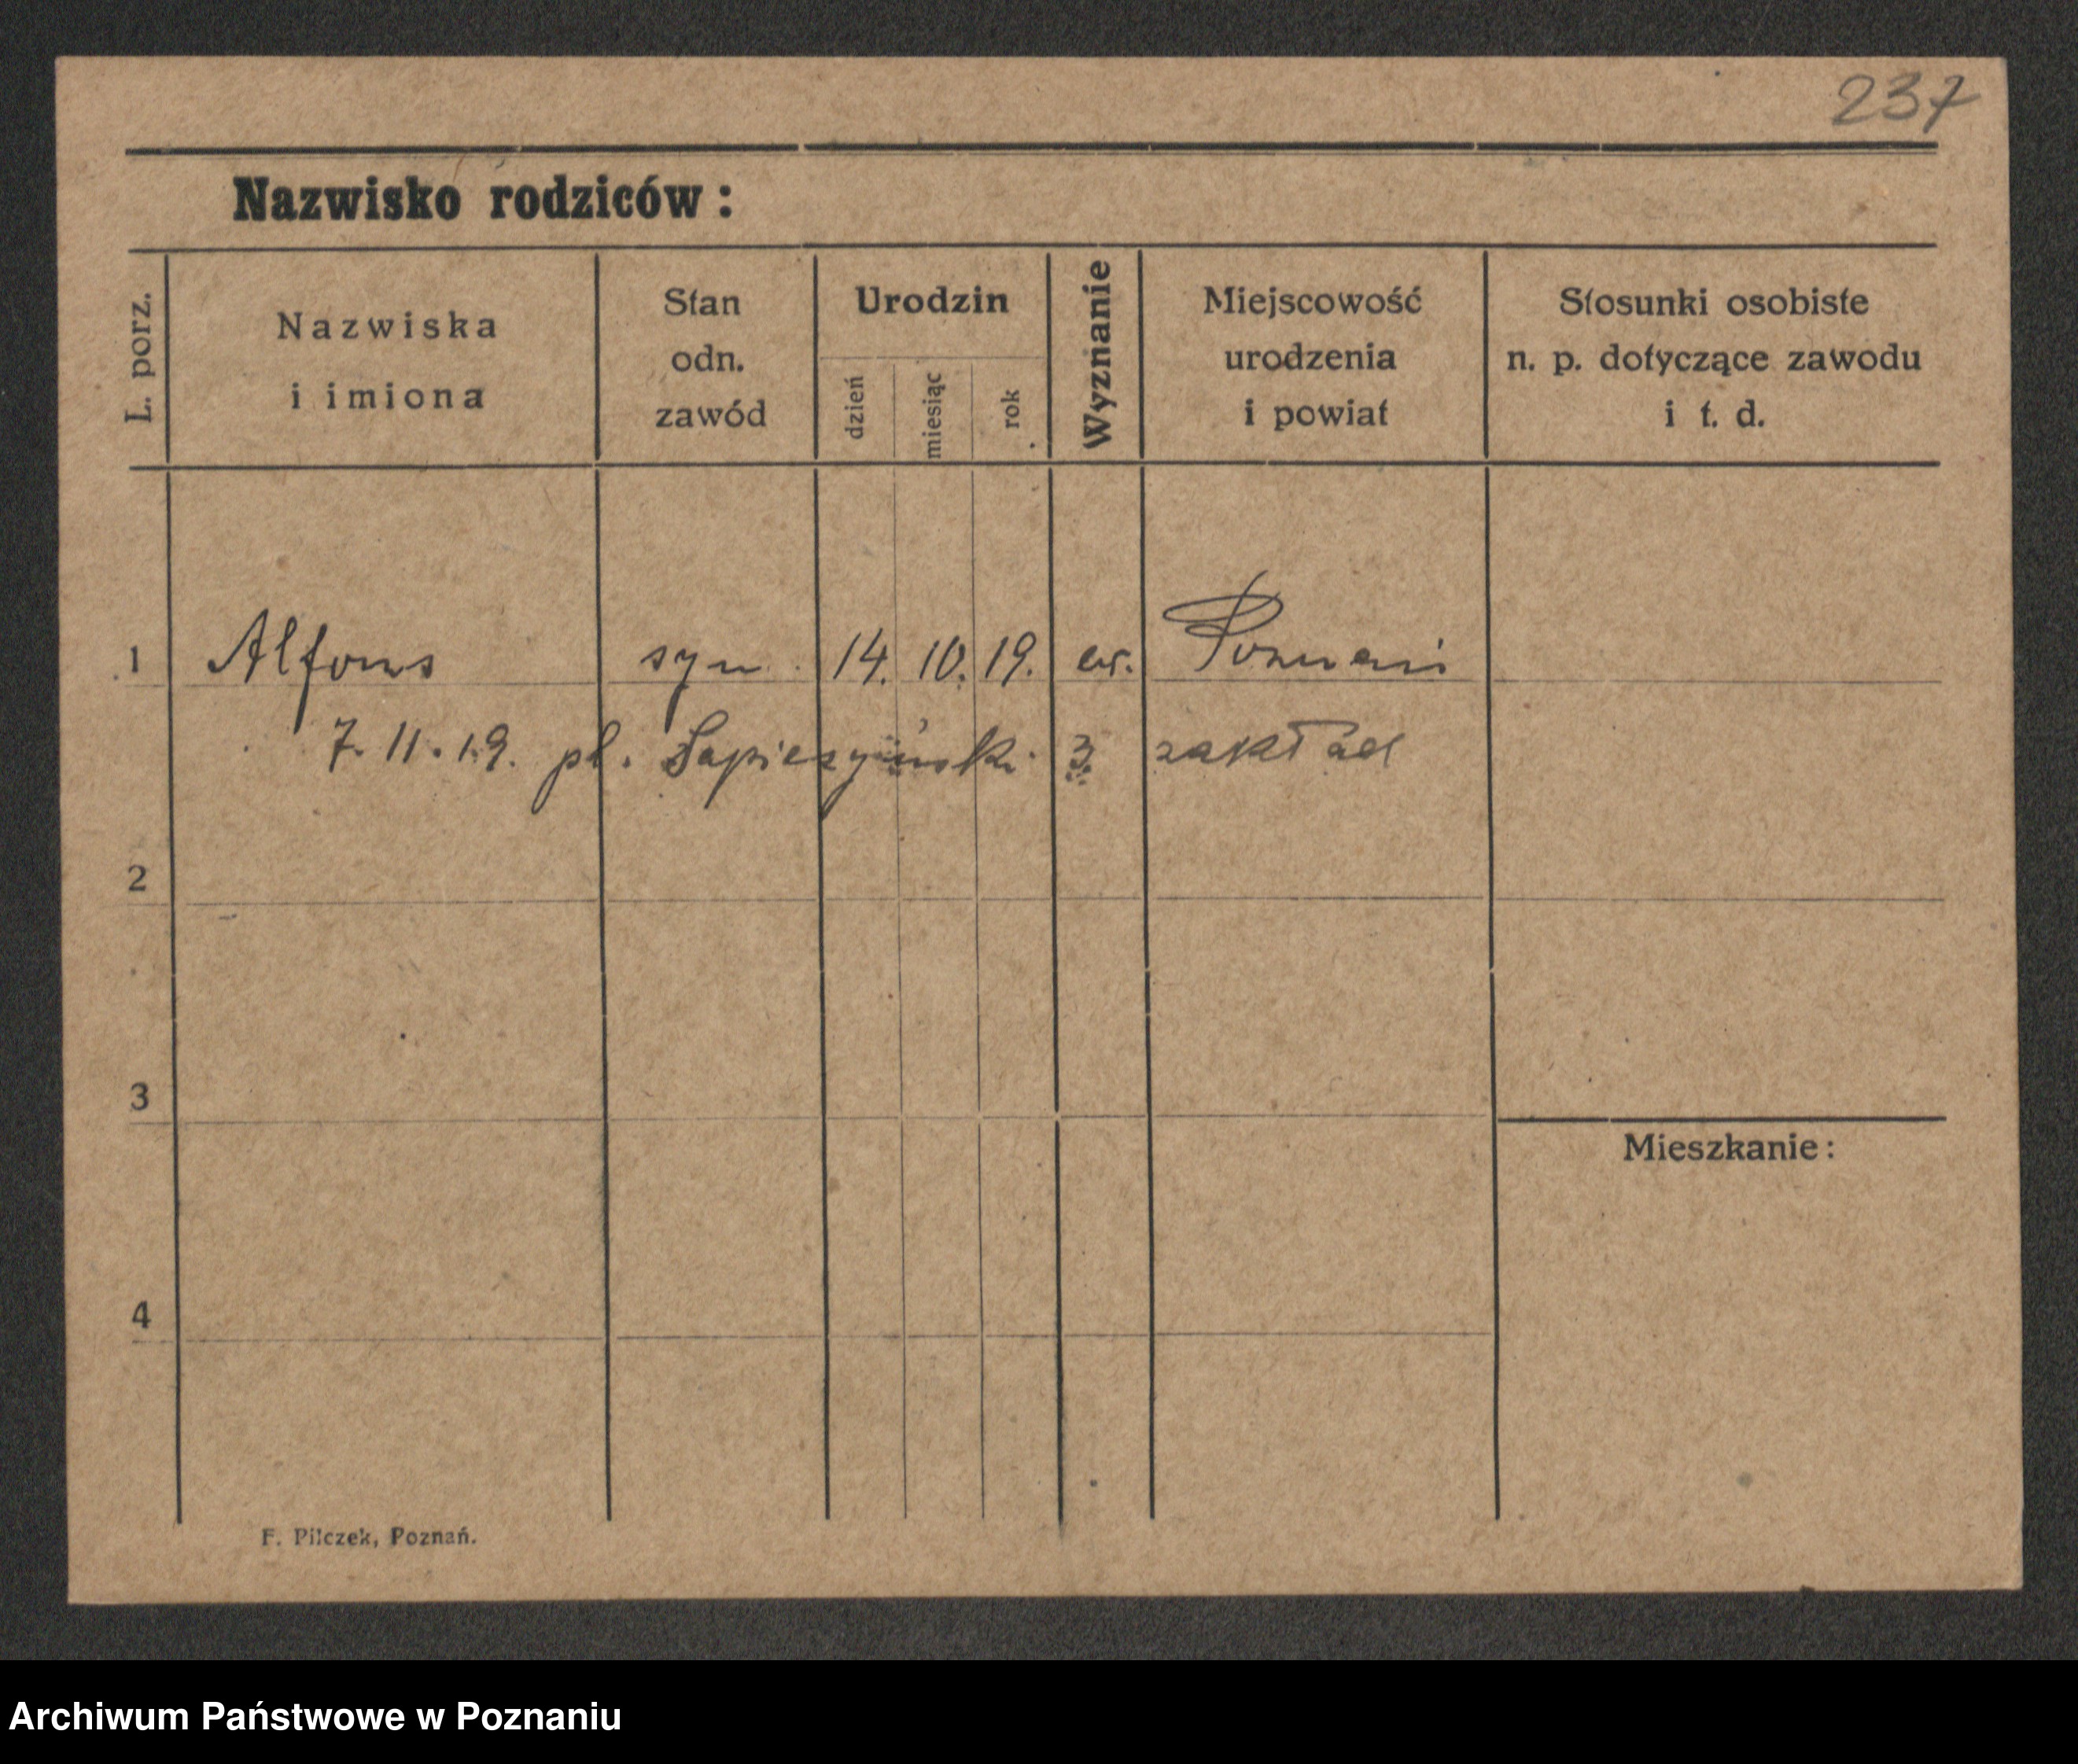 237
Nazwisko rodziców:
L. porz.
Nazwiska
i imiona
Stan
odn.
zawód
Urodzin
dzień
miesiąc
rok
Wyznanie
Miejscowość
urodzenia
i powiat
Stosunki osobiste
n. p. dotyczące zawodu
i t. d.
1 Alfons syn 14. 10. 19. ew. Poznań
7. 11. 19. pl. Sapieżyński 3 zakład
2
3
Mieszkanie:
4
F. Pilczek, Poznań.
Archiwum Państwowe w Poznaniu